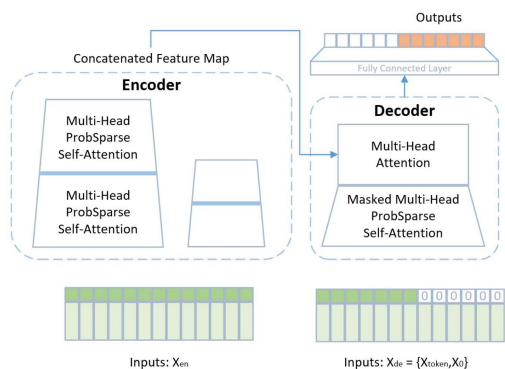 Outputs
Fully Connected Layer
Concatenated Feature Map
Encoder
Multi-Head
ProbSparse
Self-Attention
Multi-Head
ProbSparse
Self-Attention
Decoder
Multi-Head
Attention
Masked Multi-Head
ProbSparse
Self-Attention
0 0 0 0 0 0
Inputs: Xen
Inputs: Xde = {Xtoken,X0}